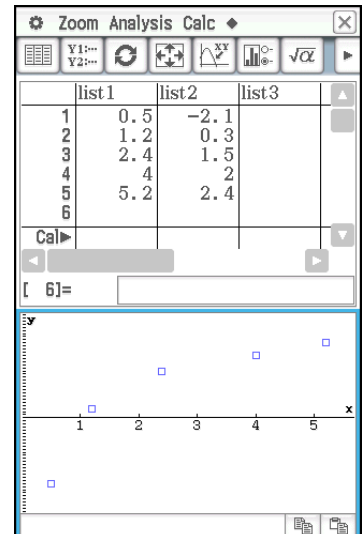 Zoom Analysis Calc
Y1:··· Y2:··· XY √α
list1 list2 list3
1 0.5 -2.1
2 1.2 0.3
3 2.4 1.5
4 4 2
5 5.2 2.4
6
Cal▶
[ 6]=
y
x
1 2 3 4 5